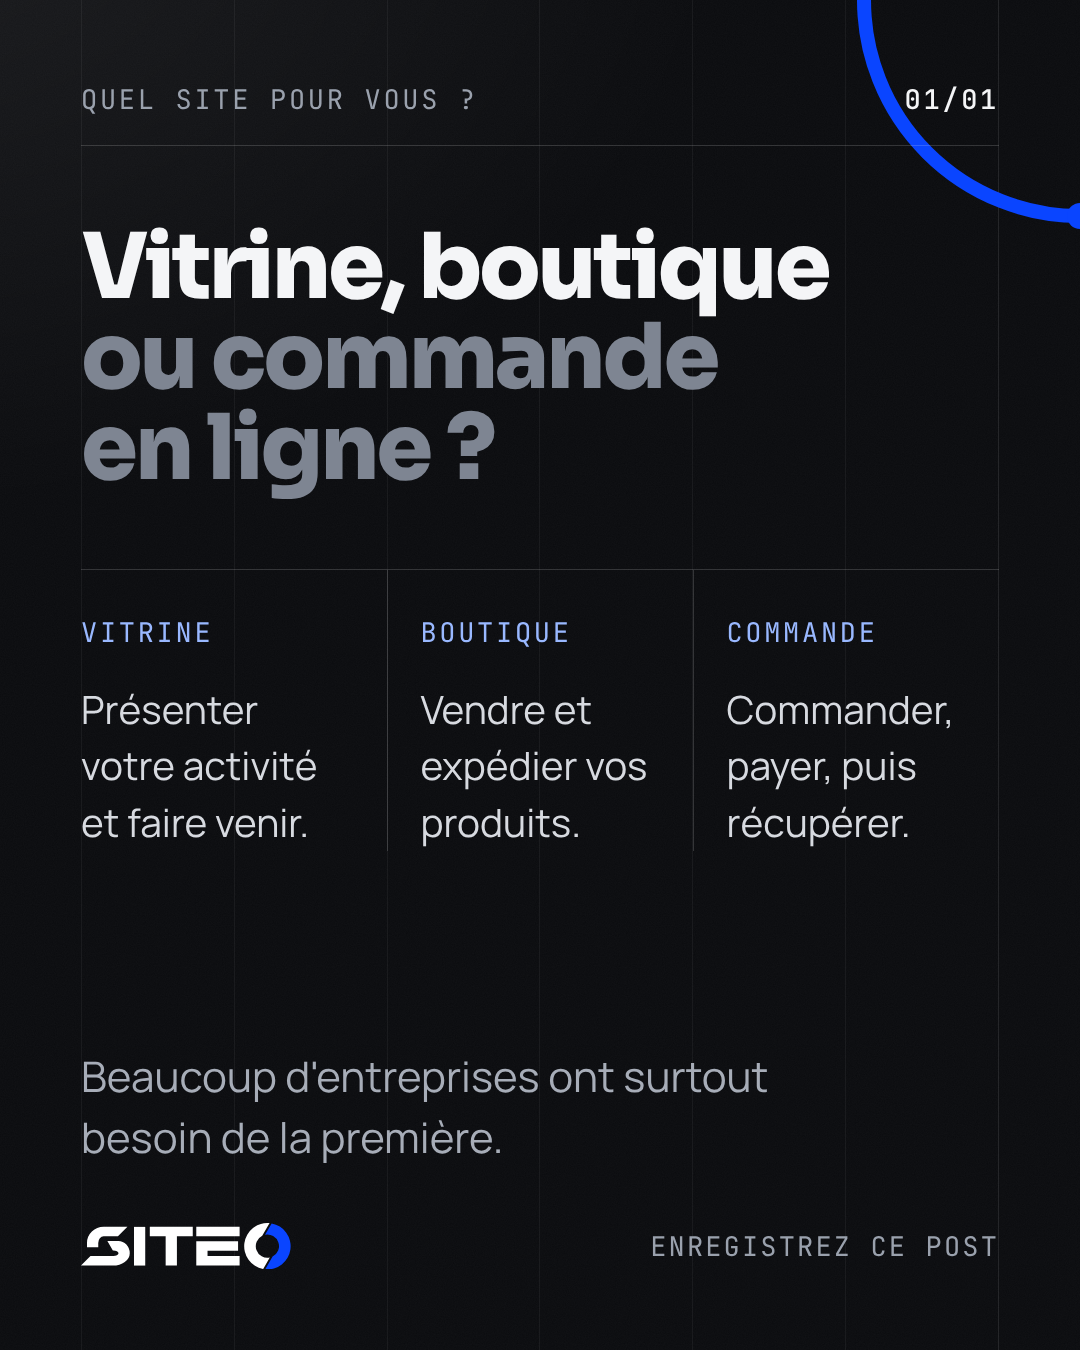 QUEL SITE POUR VOUS ?
01/01
Vitrine, boutique
ou commande
en ligne ?
VITRINE
Présenter
votre activité
et faire venir.
BOUTIQUE
Vendre et
expédier vos
produits.
COMMANDE
Commander,
payer, puis
récupérer.
Beaucoup d'entreprises ont surtout
besoin de la première.
SITEO
ENREGISTREZ CE POST